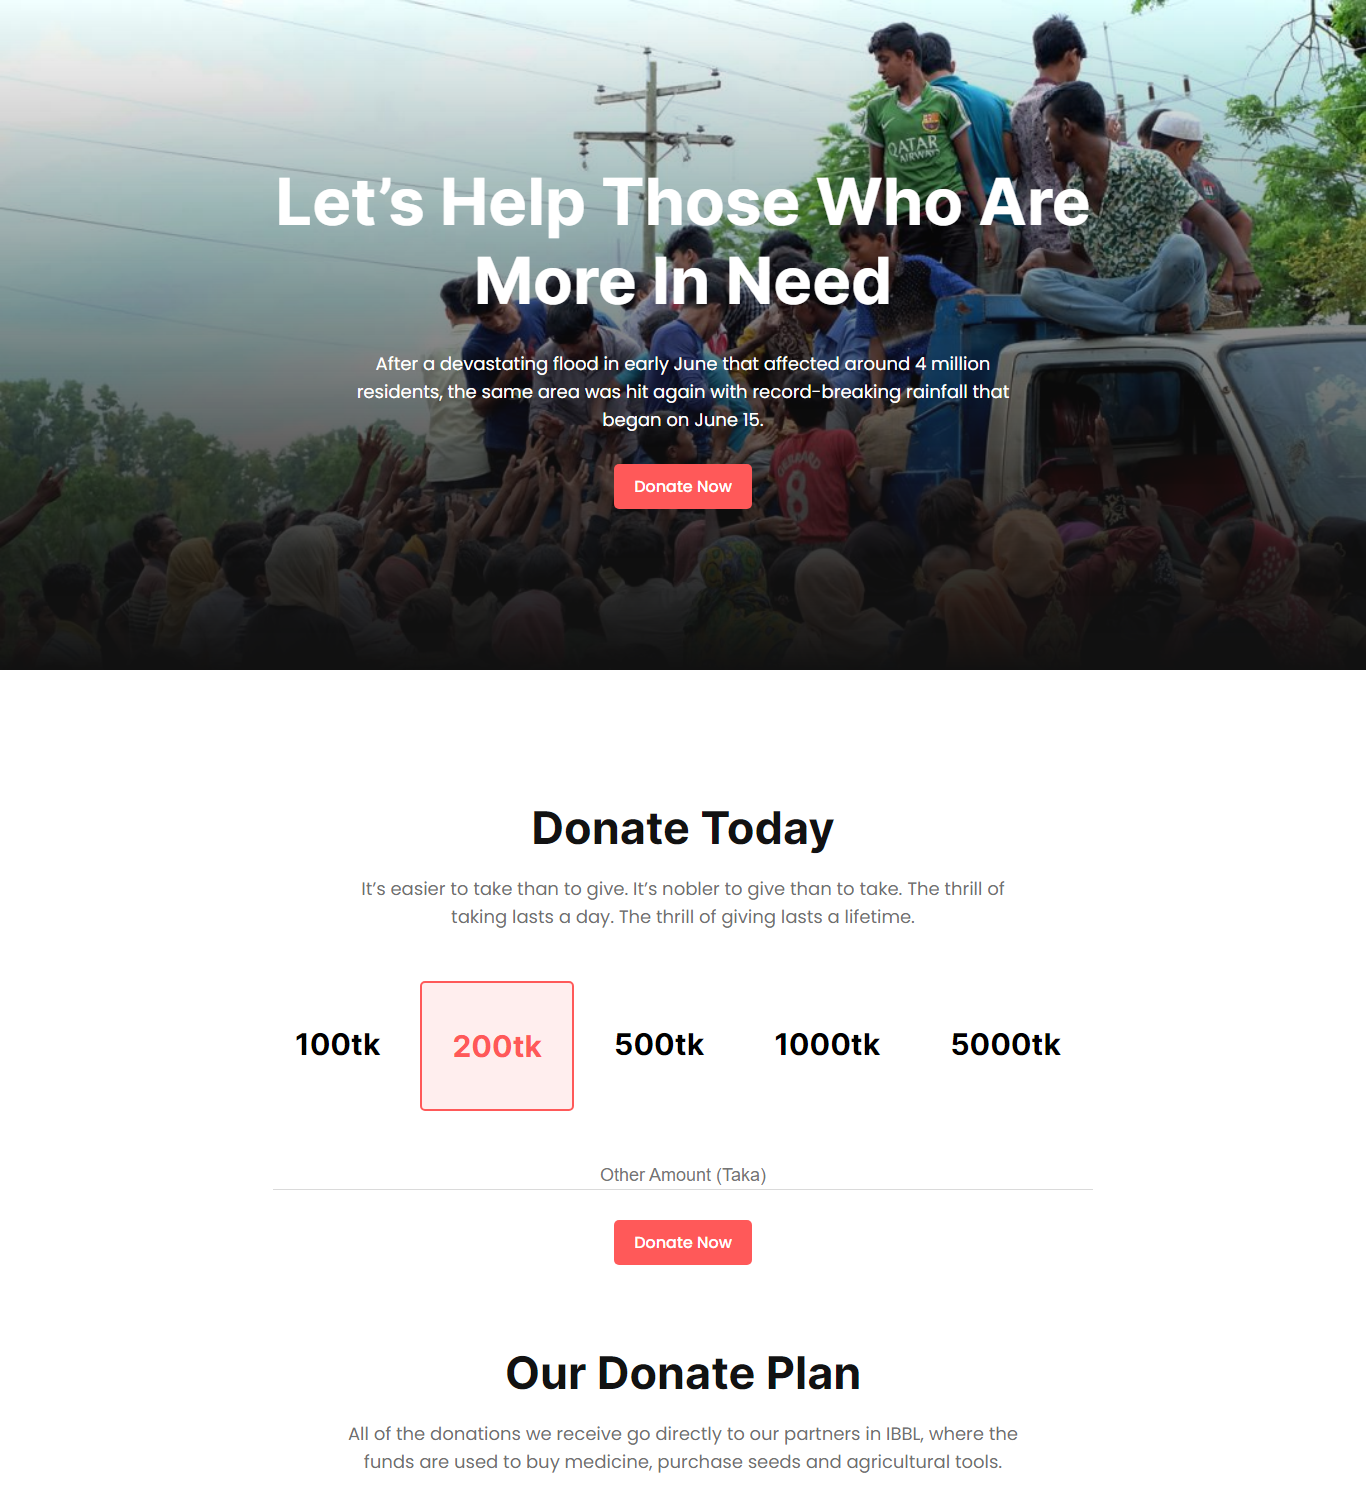 QATAR
AIRWAYS
Let’s Help Those Who Are
More In Need
After a devastating flood in early June that affected around 4 million
residents, the same area was hit again with record-breaking rainfall that
began on June 15.
GERRARD
8
Donate Now
Donate Today
It’s easier to take than to give. It’s nobler to give than to take. The thrill of
taking lasts a day. The thrill of giving lasts a lifetime.
100tk 200tk 500tk 1000tk 5000tk
Other Amount (Taka)
Donate Now
Our Donate Plan
All of the donations we receive go directly to our partners in IBBL, where the
funds are used to buy medicine, purchase seeds and agricultural tools.